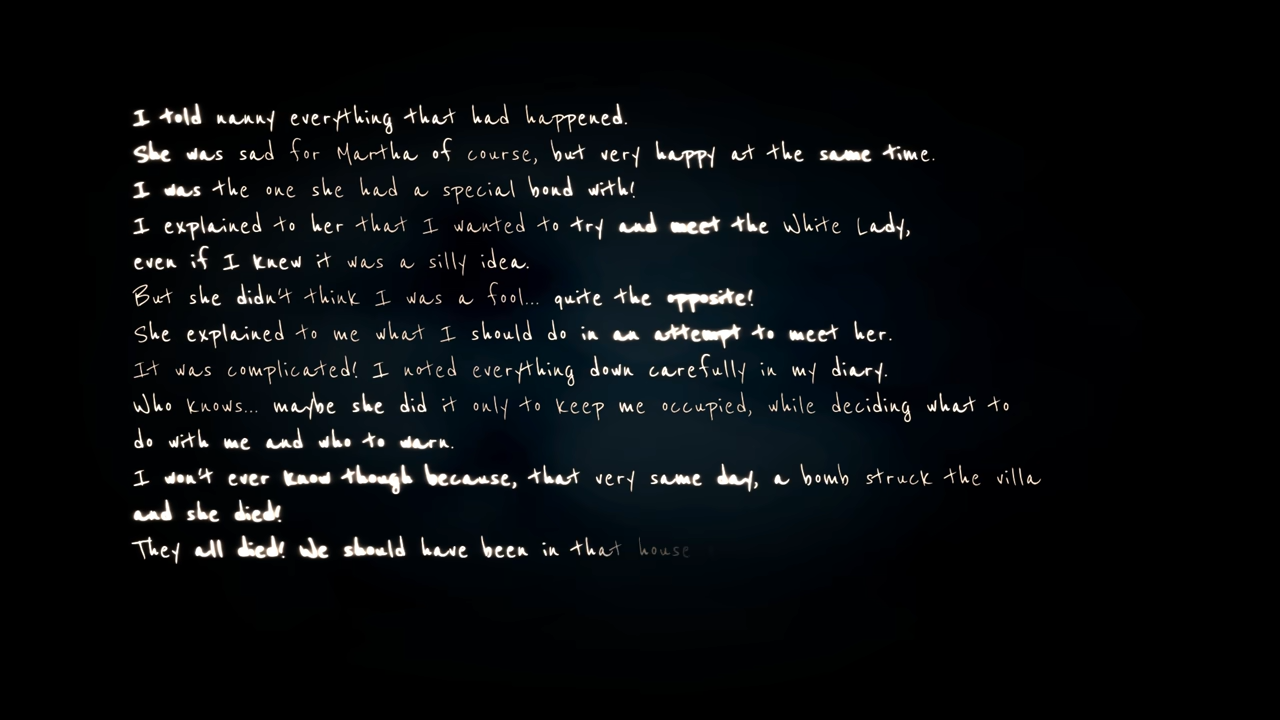 I told nanny everything that had happened.
She was sad for Martha of course, but very happy at the same time.
I was the one she had a special bond with!
I explained to her that I wanted to try and meet the White Lady,
even if I knew it was a silly idea.
But she didn't think I was a fool... quite the opposite!
She explained to me what I should do in an attempt to meet her.
It was complicated! I noted everything down carefully in my diary.
Who knows... maybe she did it only to keep me occupied, while deciding what to
do with me and who to warn.
I won't ever know though because, that very same day, a bomb struck the villa
and she died!
They all died! We should have been in that house